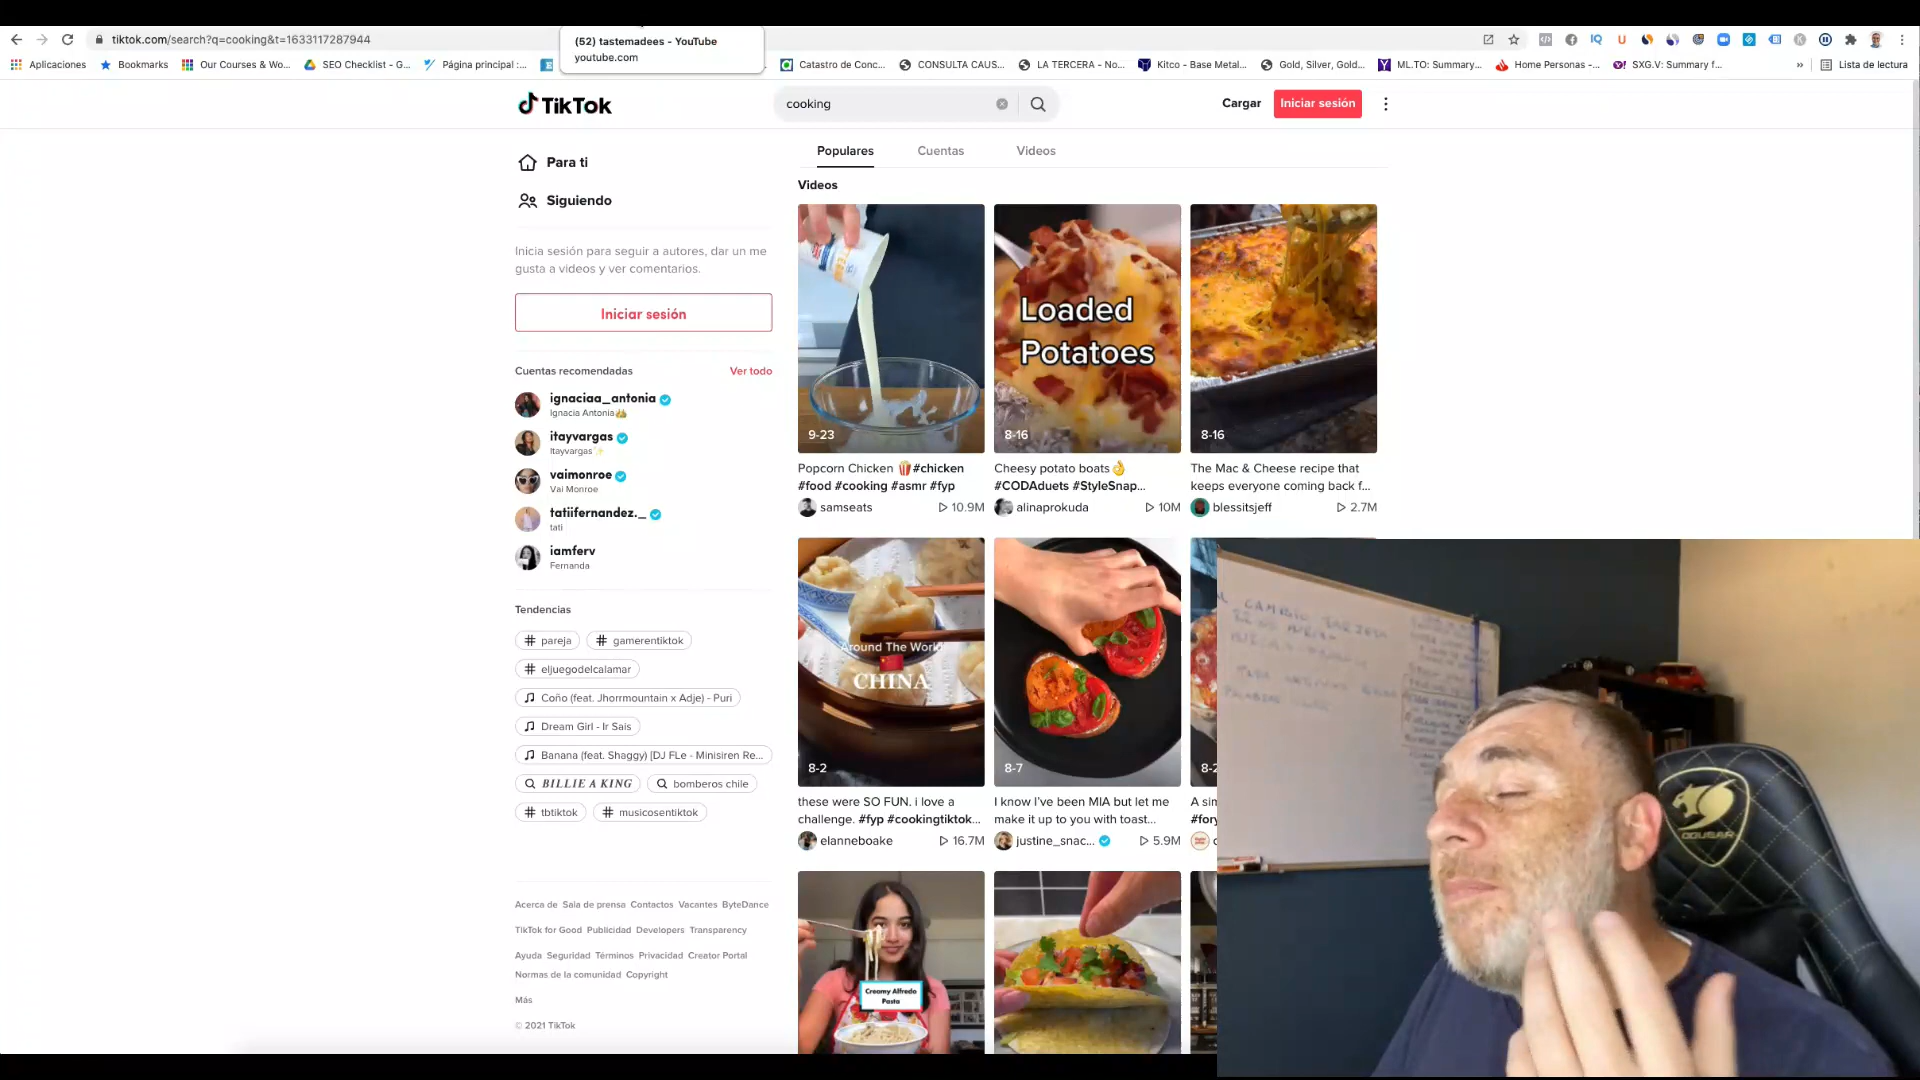 tiktok.com/search?q=cooking&t=1633117287944
(52) tastemadees - YouTube
youtube.com
Aplicaciones
Bookmarks
Our Courses & Wo...
SEO Checklist - G...
Página principal :...
Catastro de Conc...
CONSULTA CAUS...
LA TERCERA - No...
Kitco - Base Metal...
Gold, Silver, Gold...
ML.TO: Summary...
Home Personas -...
SXG.V: Summary f...
»
Lista de lectura
TikTok
cooking
Cargar
Iniciar sesión
Para ti
Siguiendo
Inicia sesión para seguir a autores, dar un me
gusta a videos y ver comentarios.
Iniciar sesión
Cuentas recomendadas
Ver todo
ignaciaa_antonia
Ignacia Antonia
itayvargas
Itayvargas
vaimonroe
Vai Monroe
tatiifernandez._
tati
iamferv
Fernanda
Tendencias
# pareja
# gamerentiktok
# eljuegodelcalamar
Coño (feat. Jhorrmountain x Adje) - Puri
Dream Girl - Ir Sais
Banana (feat. Shaggy) [DJ FLe - Minisiren Re...
BILLIE A KING
bomberos chile
# tbtiktok
# musicosentiktok
Acerca de Sala de prensa Contactos Vacantes ByteDance
TikTok for Good Publicidad Developers Transparency
Ayuda Seguridad Términos Privacidad Creator Portal
Normas de la comunidad Copyright
Más
© 2021 TikTok
Populares
Cuentas
Videos
Videos
9-23
Popcorn Chicken 🍿#chicken
#food #cooking #asmr #fyp
samseats
10.9M
Loaded
Potatoes
8-16
Cheesy potato boats👌
#CODAduets #StyleSnap...
alinaprokuda
10M
8-16
The Mac & Cheese recipe that
keeps everyone coming back f...
blessitsjeff
2.7M
Around The World
CHINA
8-2
these were SO FUN. i love a
challenge. #fyp #cookingtiktok...
elanneboake
16.7M
8-7
I know I've been MIA but let me
make it up to you with toast...
justine_snac...
5.9M
8-2
A sim
#fory
Creamy Alfredo
Pasta
COUGAR